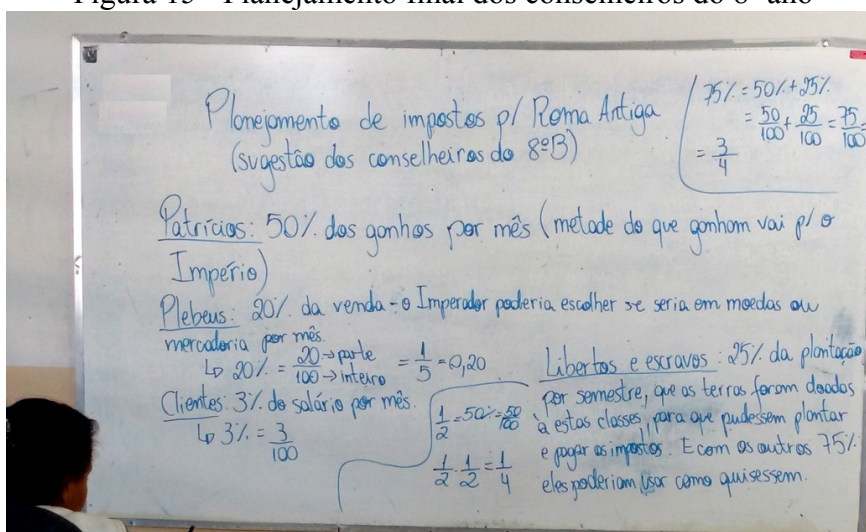 Figura 15 - Planejamento final dos conselheiros do 8º ano
Planejamento de impostos p/ Roma Antiga
(sugestão dos conselheiros do 8ºB)
75% = 50% + 25%
= 50/100 + 25/100 = 75/100 =
= 3/4
Patrícios: 50% dos ganhos por mês (metade do que ganham vai p/ o
Império)
Plebeus: 20% da venda - o Imperador poderia escolher se seria em moedas ou
mercadoria por mês.
↳ 20% = 20 → parte / 100 → inteiro = 1/5 = 0,20
Clientes: 3% do salário por mês.
↳ 3% = 3/100
1/2 = 50% = 50/100
1/2 . 1/2 = 1/4
Libertos e escravos: 25% da plantação
por semestre, que as terras foram doadas
à estas classes, para que pudessem plantar
e pagar os impostos. E com os outros 75%
eles poderiam usar como quisessem.